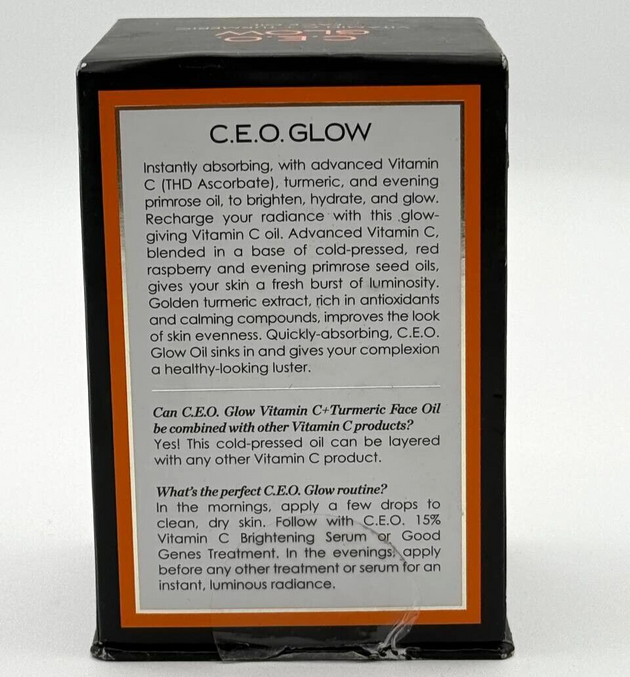 C.E.O.
GLOW
C.E.O. GLOW
Instantly absorbing, with advanced Vitamin
C (THD Ascorbate), turmeric, and evening
primrose oil, to brighten, hydrate, and glow.
Recharge your radiance with this glow-
giving Vitamin C oil. Advanced Vitamin C,
blended in a base of cold-pressed, red
raspberry and evening primrose seed oils,
gives your skin a fresh burst of luminosity.
Golden turmeric extract, rich in antioxidants
and calming compounds, improves the look
of skin evenness. Quickly-absorbing, C.E.O.
Glow Oil sinks in and gives your complexion
a healthy-looking luster.
Can C.E.O. Glow Vitamin C+Turmeric Face Oil
be combined with other Vitamin C products?
Yes! This cold-pressed oil can be layered
with any other Vitamin C product.
What's the perfect C.E.O. Glow routine?
In the mornings, apply a few drops to
clean, dry skin. Follow with C.E.O. 15%
Vitamin C Brightening Serum or Good
Genes Treatment. In the evenings, apply
before any other treatment or serum for an
instant, luminous radiance.